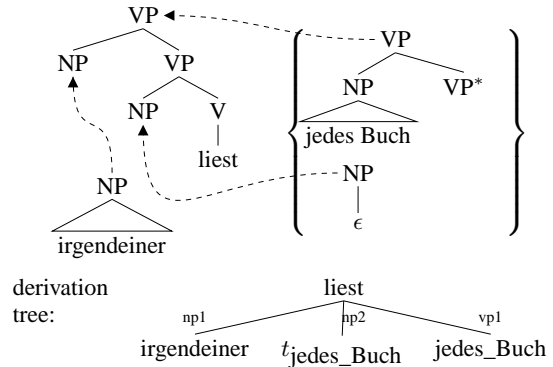 VP
VP
NP VP
NP VP*
NP V
jedes Buch
liest
NP
NP
ϵ
irgendeiner
derivation
tree:
liest
np1 np2 vp1
irgendeiner t jedes_Buch jedes_Buch